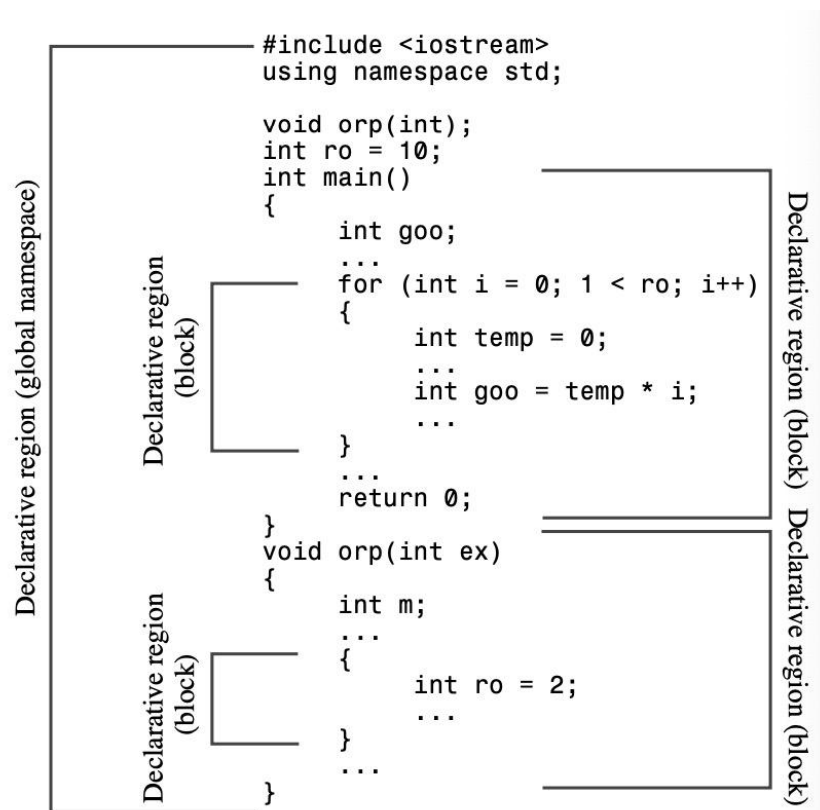 #include <iostream>
using namespace std;
void orp(int);
int ro = 10;
int main()
{
int goo;
...
for (int i = 0; 1 < ro; i++)
{
int temp = 0;
...
int goo = temp * i;
...
}
...
return 0;
}
void orp(int ex)
{
int m;
...
{
int ro = 2;
...
}
...
}
Declarative region (global namespace)
Declarative region
(block)
Declarative region
(block)
Declarative region (block)
Declarative region (block)